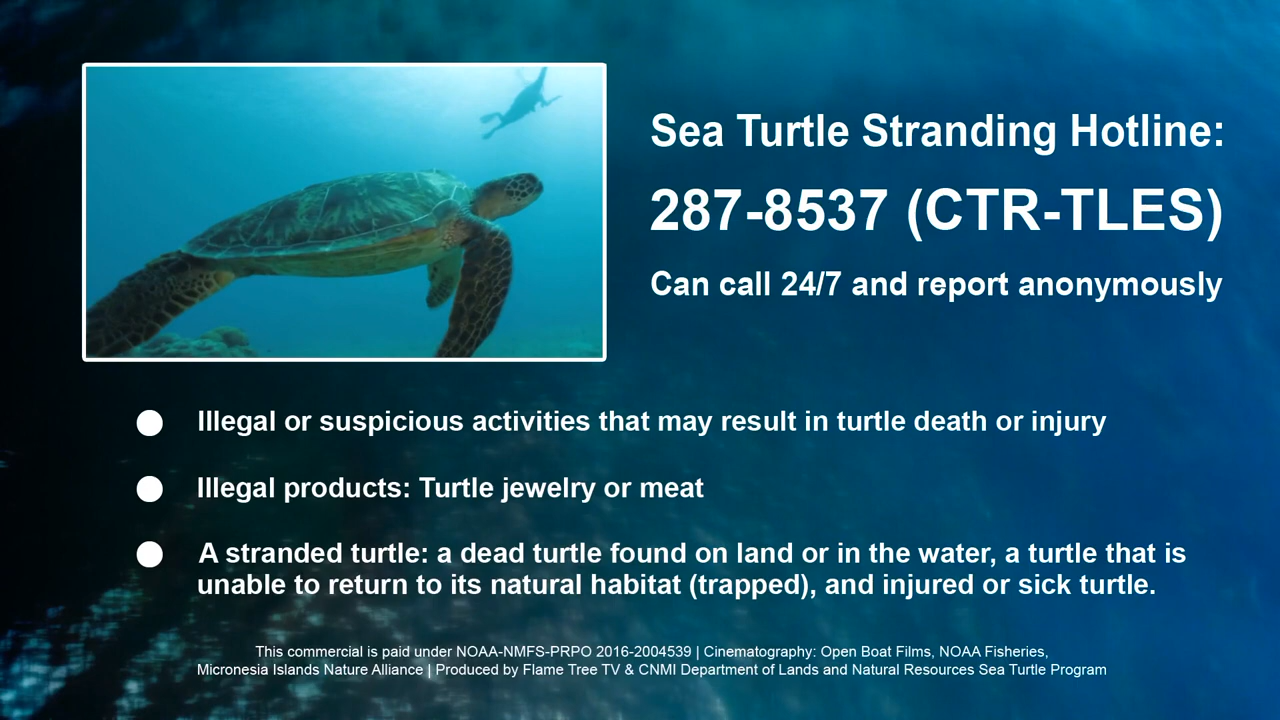 Sea Turtle Stranding Hotline:
287-8537 (CTR-TLES)
Can call 24/7 and report anonymously
Illegal or suspicious activities that may result in turtle death or injury
Illegal products: Turtle jewelry or meat
A stranded turtle: a dead turtle found on land or in the water, a turtle that is
unable to return to its natural habitat (trapped), and injured or sick turtle.
This commercial is paid under NOAA-NMFS-PRPO 2016-2004539 | Cinematography: Open Boat Films, NOAA Fisheries,
Micronesia Islands Nature Alliance | Produced by Flame Tree TV & CNMI Department of Lands and Natural Resources Sea Turtle Program